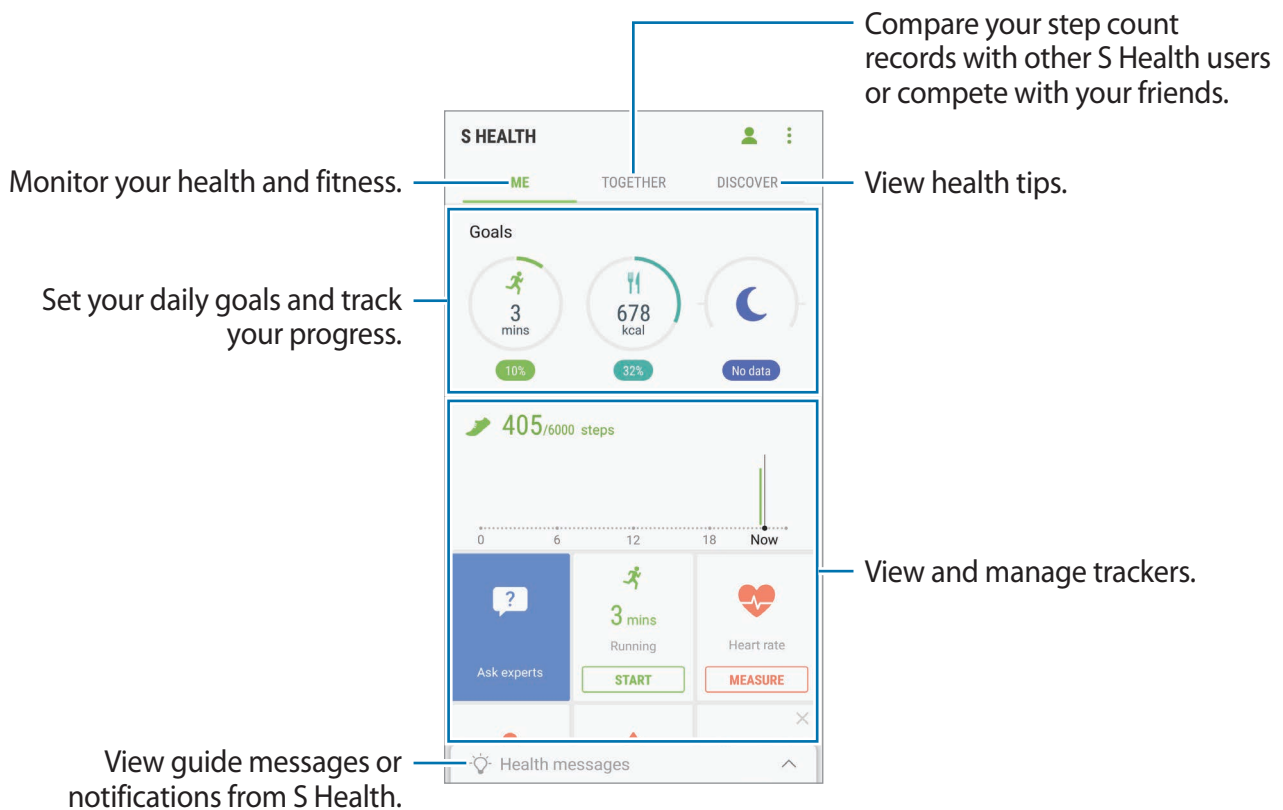 Compare your step count
records with other S Health users
or compete with your friends.
S HEALTH
Monitor your health and fitness.
ME TOGETHER DISCOVER
View health tips.
Goals
Set your daily goals and track
your progress.
3
mins
10%
678
kcal
32%
No data
405/6000 steps
0 6 12 18 Now
View and manage trackers.
?
Ask experts
3 mins
Running
START
Heart rate
MEASURE
View guide messages or
notifications from S Health.
Health messages